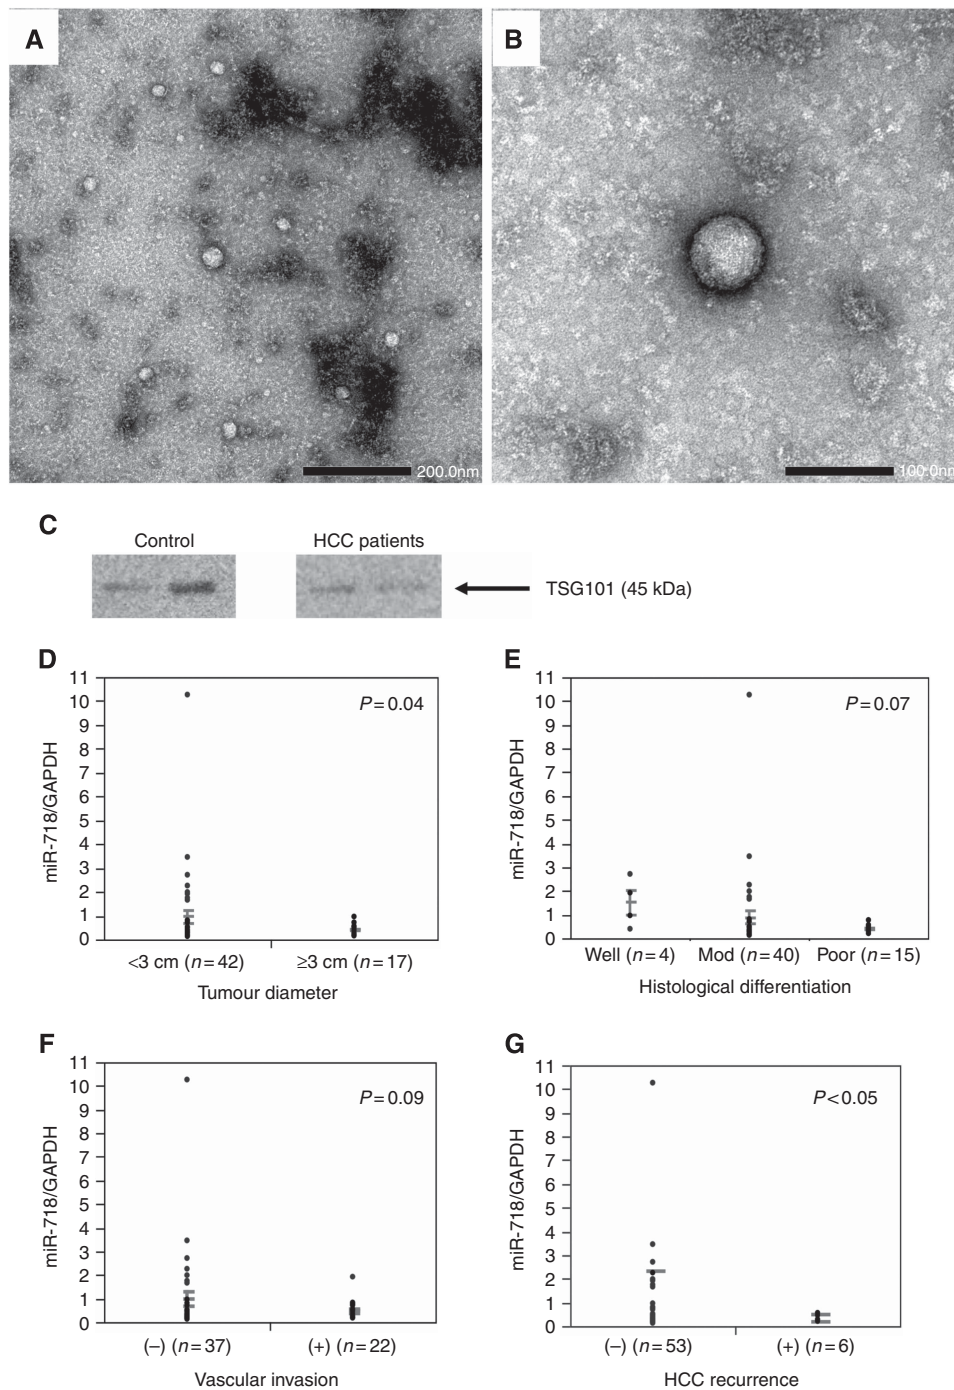 A
B
200.0nm
100.0nm
C
Control
HCC patients
TSG101 (45 kDa)
D
11
10
9
8
7
6
5
4
3
2
1
0
miR-718/GAPDH
P=0.04
<3 cm (n=42)
≥3 cm (n=17)
Tumour diameter
E
11
10
9
8
7
6
5
4
3
2
1
0
miR-718/GAPDH
P=0.07
Well (n=4)
Mod (n=40)
Poor (n=15)
Histological differentiation
F
11
10
9
8
7
6
5
4
3
2
1
0
miR-718/GAPDH
P=0.09
(−) (n=37)
(+) (n=22)
Vascular invasion
G
11
10
9
8
7
6
5
4
3
2
1
0
miR-718/GAPDH
P<0.05
(−) (n=53)
(+) (n=6)
HCC recurrence